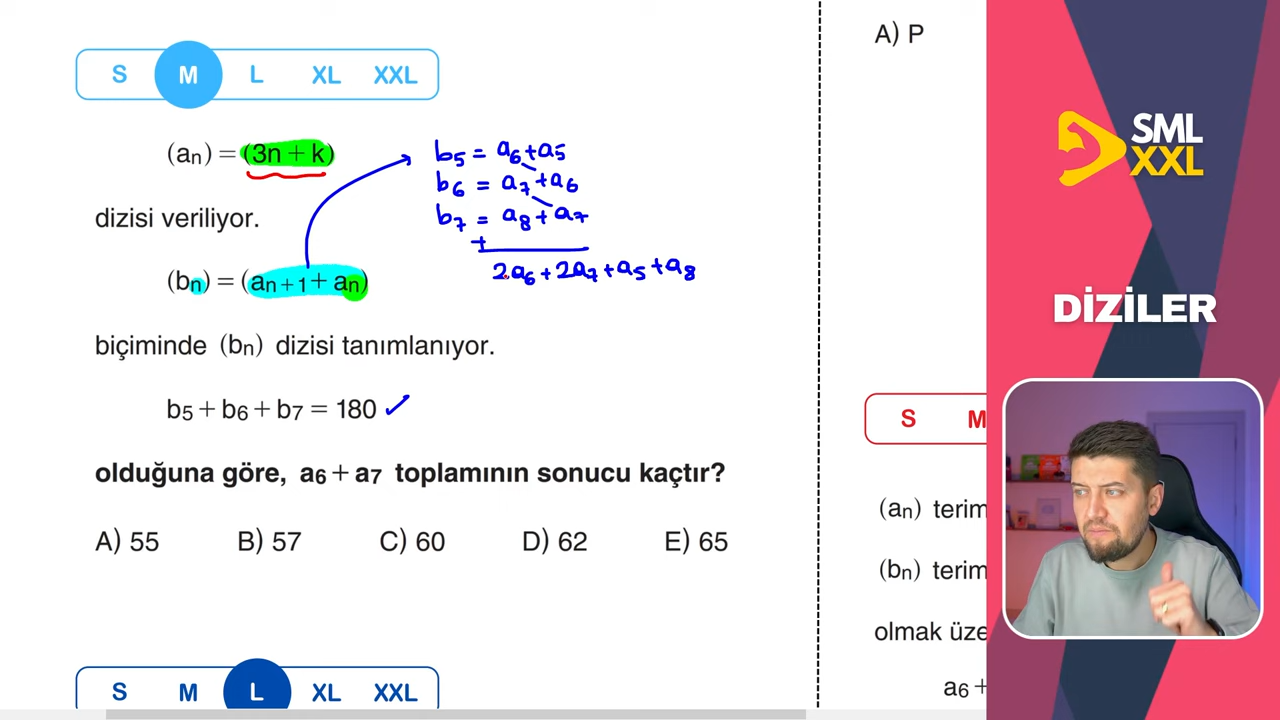 S M L XL XXL
(an) = (3n + k)
dizisi veriliyor.
(bn) = (an + 1 + an)
biçiminde (bn) dizisi tanımlanıyor.
b5 + b6 + b7 = 180 ✓
olduğuna göre, a6 + a7 toplamının sonucu kaçtır?
A) 55 B) 57 C) 60 D) 62 E) 65
b5 = a6 + a5
b6 = a7 + a6
b7 = a8 + a7
+
2a6 + 2a7 + a5 + a8
S M L XL XXL
A) P
S M
(an) terim
(bn) terim
olmak üze
a6 +
SML
XXL
DİZİLER